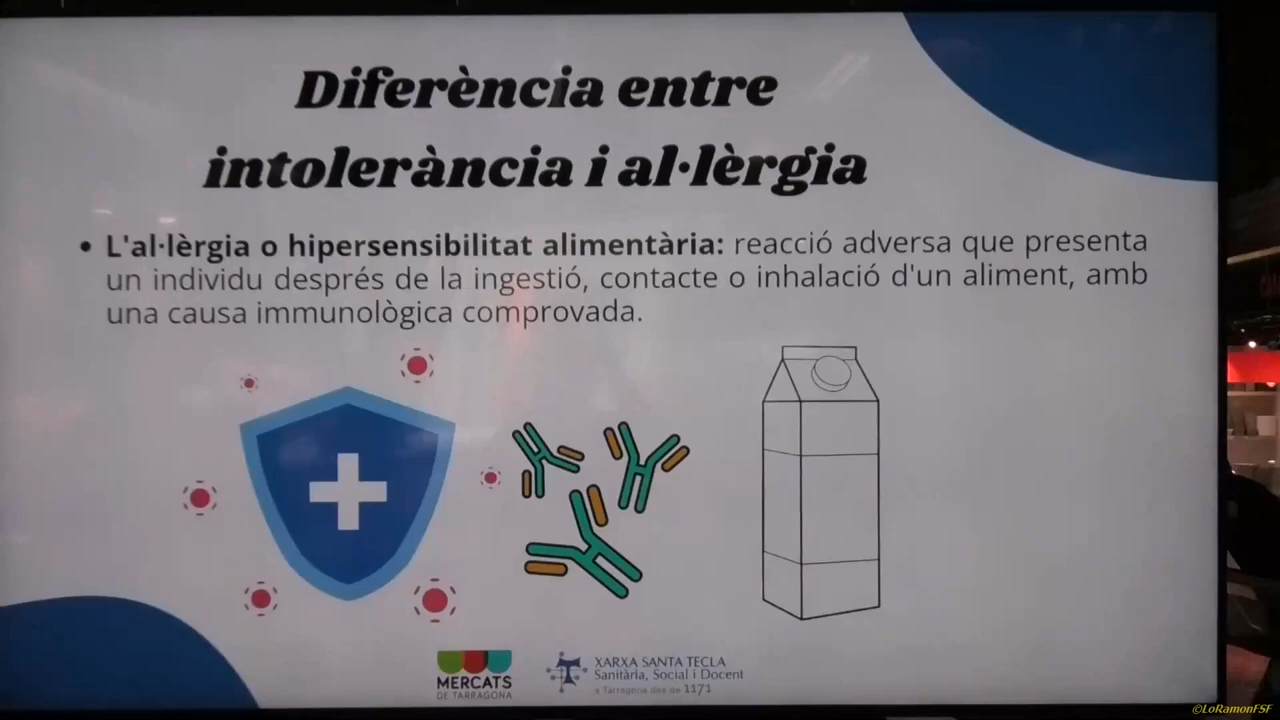 Diferència entre
intolerància i al·lèrgia
• L'al·lèrgia o hipersensibilitat alimentària: reacció adversa que presenta
un individu després de la ingestió, contacte o inhalació d'un aliment, amb
una causa immunològica comprovada.
MERCATS
DE TARRAGONA
XARXA SANTA TECLA
Sanitària, Social i Docent
a Tarragona des de 1171
©LoRamonFSF